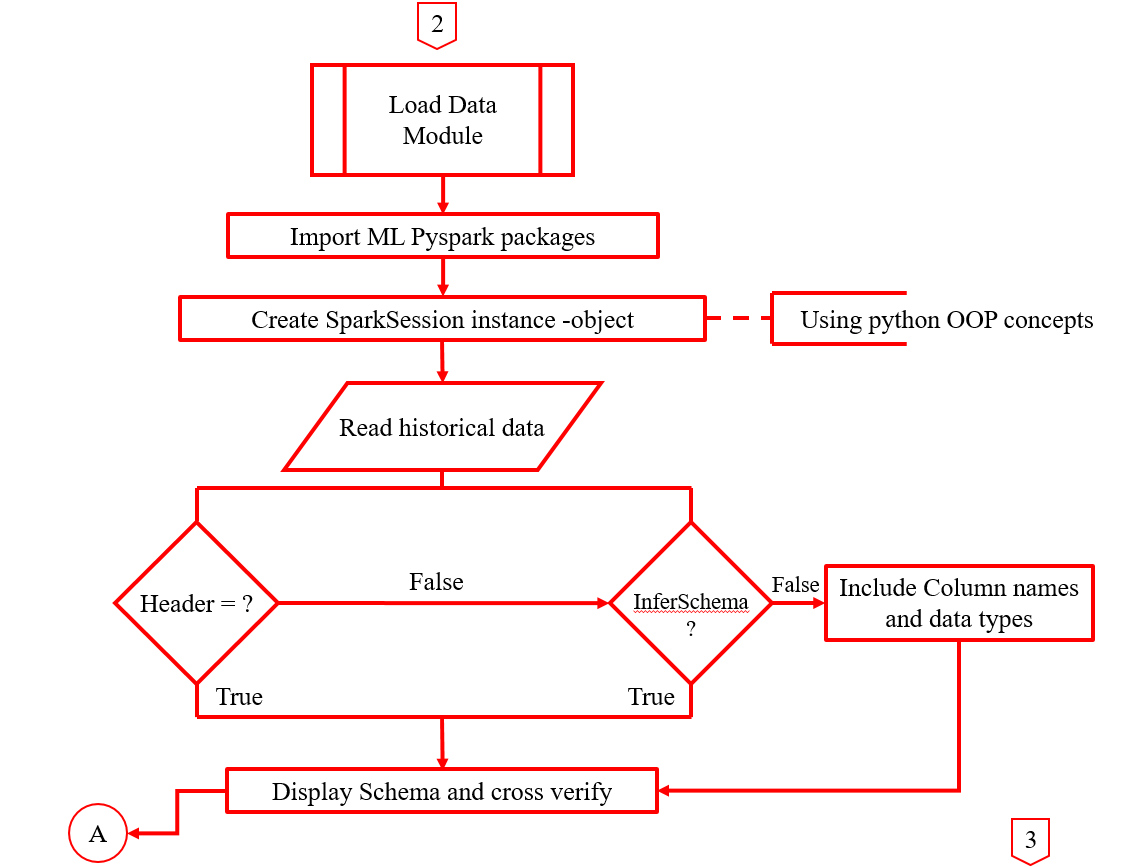 2
Load Data
Module
Import ML Pyspark packages
Create SparkSession instance -object
Using python OOP concepts
Read historical data
Header = ?
False
InferSchema
?
False
Include Column names
and data types
True
True
Display Schema and cross verify
A
3